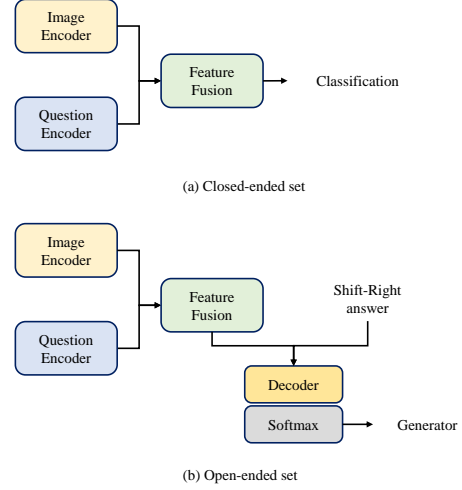 Image
Encoder
Feature
Fusion
Classification
Question
Encoder
(a) Closed-ended set
Image
Encoder
Feature
Fusion
Shift-Right
answer
Question
Encoder
Decoder
Softmax
Generator
(b) Open-ended set